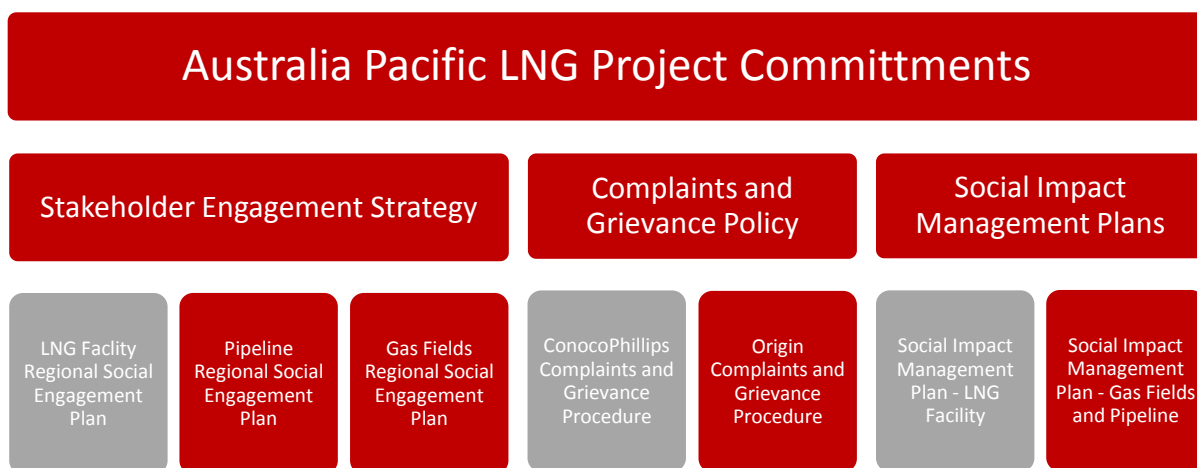 Australia Pacific LNG Project Committments
Stakeholder Engagement Strategy
Complaints and
Grievance Policy
Social Impact
Management Plans
LNG Faclity
Regional Social
Engagement
Plan
Pipeline
Regional Social
Engagement
Plan
Gas Fields
Regional Social
Engagement
Plan
ConocoPhillips
Complaints and
Grievance
Procedure
Origin
Complaints and
Grievance
Procedure
Social Impact
Management
Plan - LNG
Facility
Social Impact
Management
Plan - Gas Fields
and Pipeline